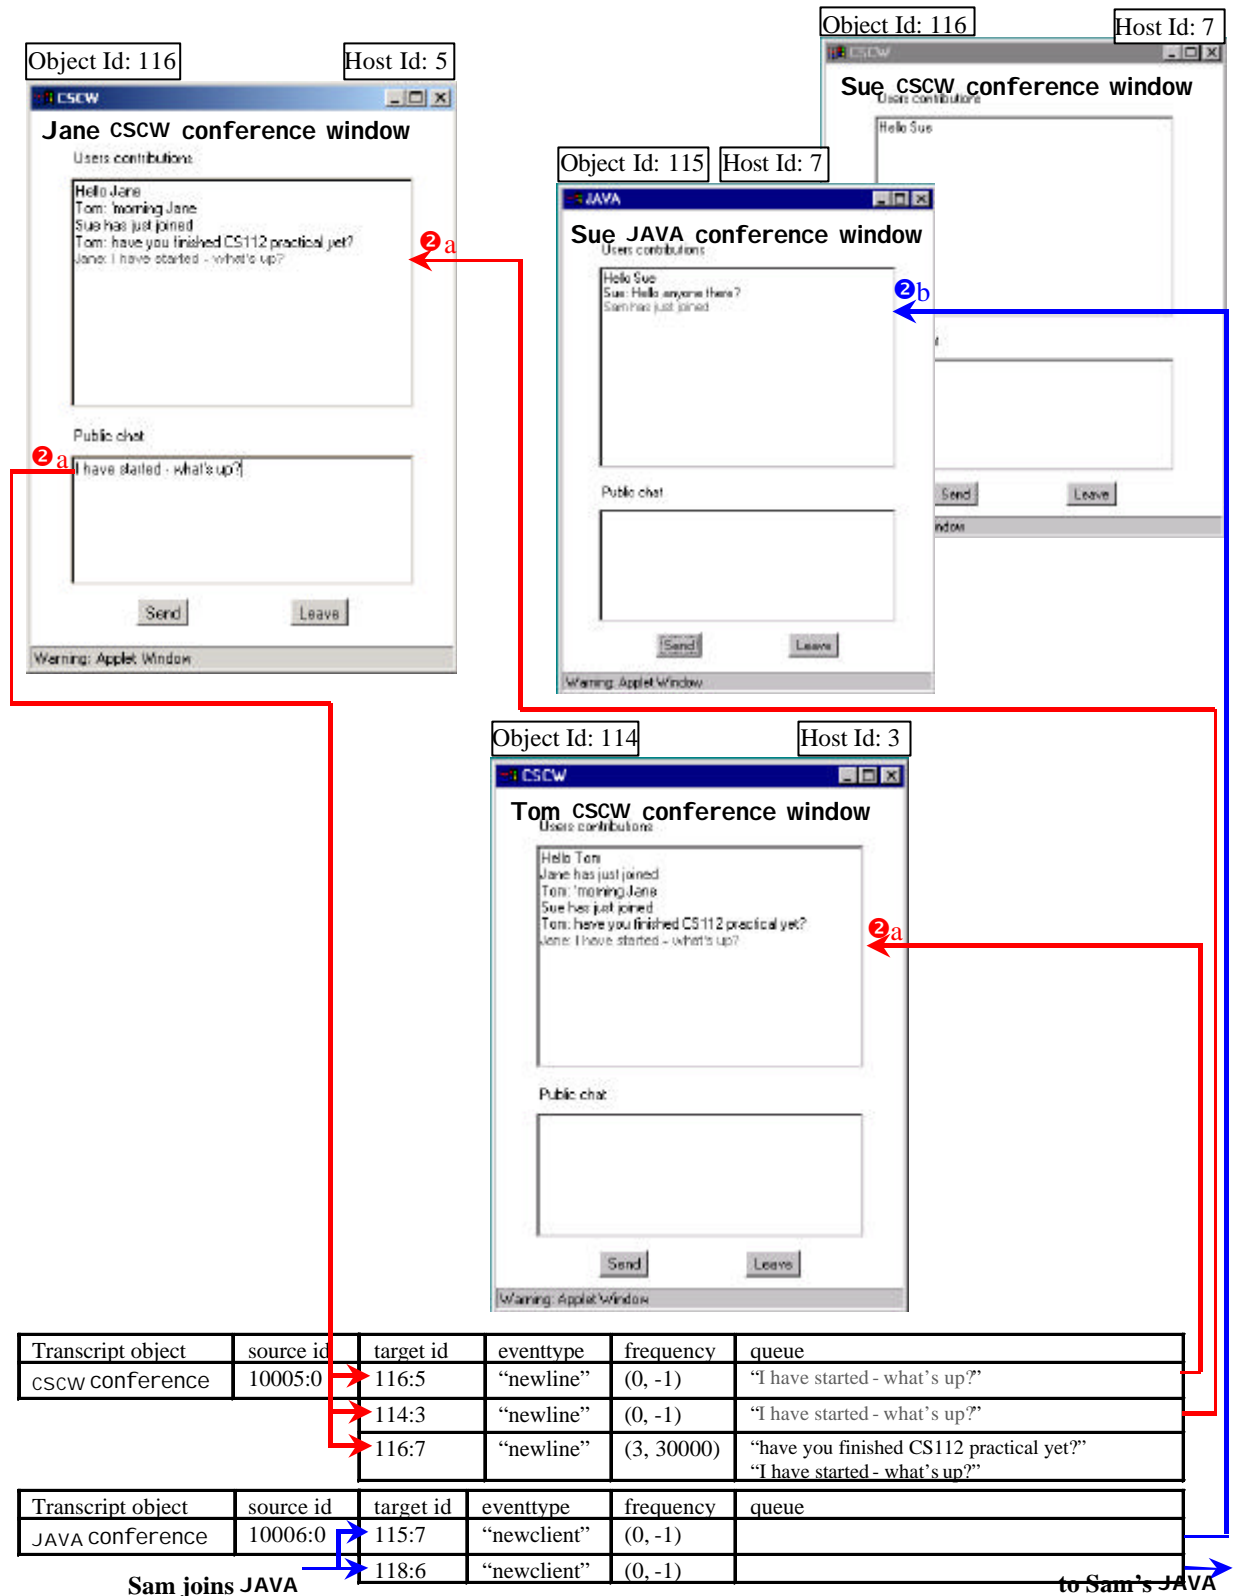 Object Id: 116
Host Id: 7
CSCW
Sue CSCW conference window
Users contributions
Hello Sue
Send
Leave
ndow
Object Id: 116
Host Id: 5
CSCW
Jane CSCW conference window
Users contributions
Hello Jane
Tom: 'morning Jane
Sue has just joined
Tom: have you finished CS112 practical yet?
Jane: I have started - what's up?
❷a
Public chat
❷a
I have started - what's up?
Send
Leave
Warning: Applet Window
Object Id: 115
Host Id: 7
JAVA
Sue JAVA conference window
Users contributions
Hello Sue
Sue: Hello anyone there?
Sam has just joined
❷b
Public chat
Send
Leave
Warning: Applet Window
Object Id: 114
Host Id: 3
CSCW
Tom CSCW conference window
Users contributions
Hello Tom
Jane has just joined
Tom: 'morning Jane
Sue has just joined
Tom: have you finished CS112 practical yet?
Jane: I have started - what's up?
❷a
Public chat
Send
Leave
Warning: Applet Window
Transcript object source id target id eventtype frequency queue
CSCW conference 10005:0 116:5 “newline” (0, -1) “I have started - what’s up?”
114:3 “newline” (0, -1) “I have started - what’s up?”
116:7 “newline” (3, 30000) “have you finished CS112 practical yet?”
“I have started - what’s up?”
Transcript object source id target id eventtype frequency queue
JAVA conference 10006:0 115:7 “newclient” (0, -1)
118:6 “newclient” (0, -1)
Sam joins JAVA
to Sam’s JAVA